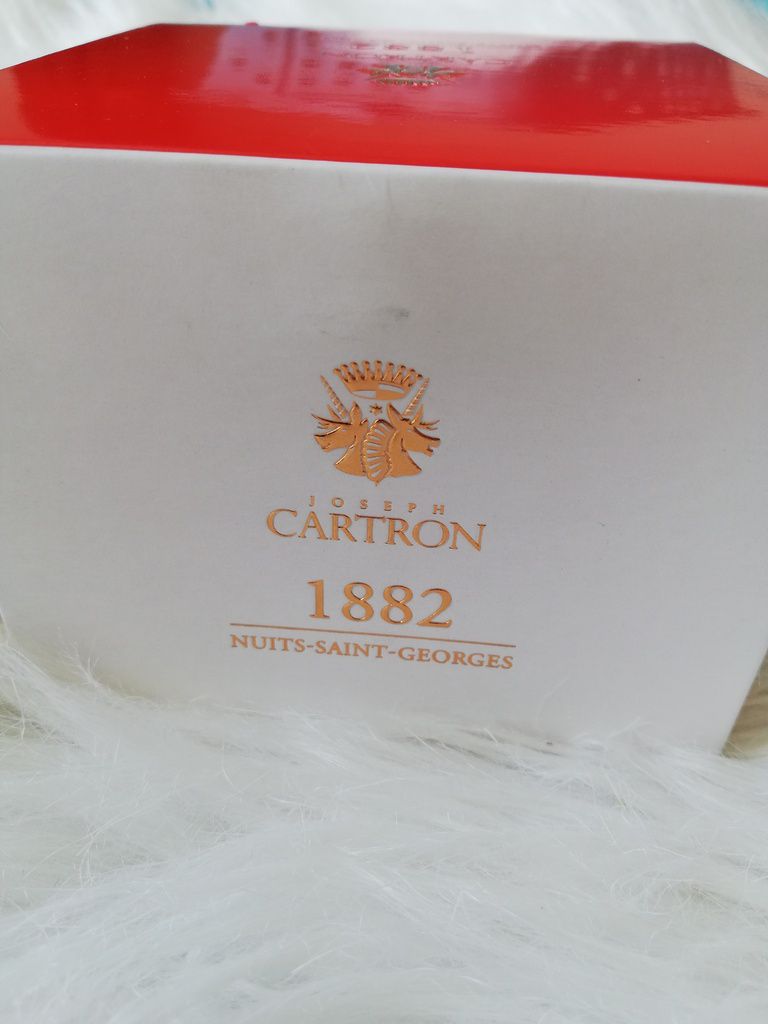 JOSEPH
CARTRON
1882
NUITS-SAINT-GEORGES